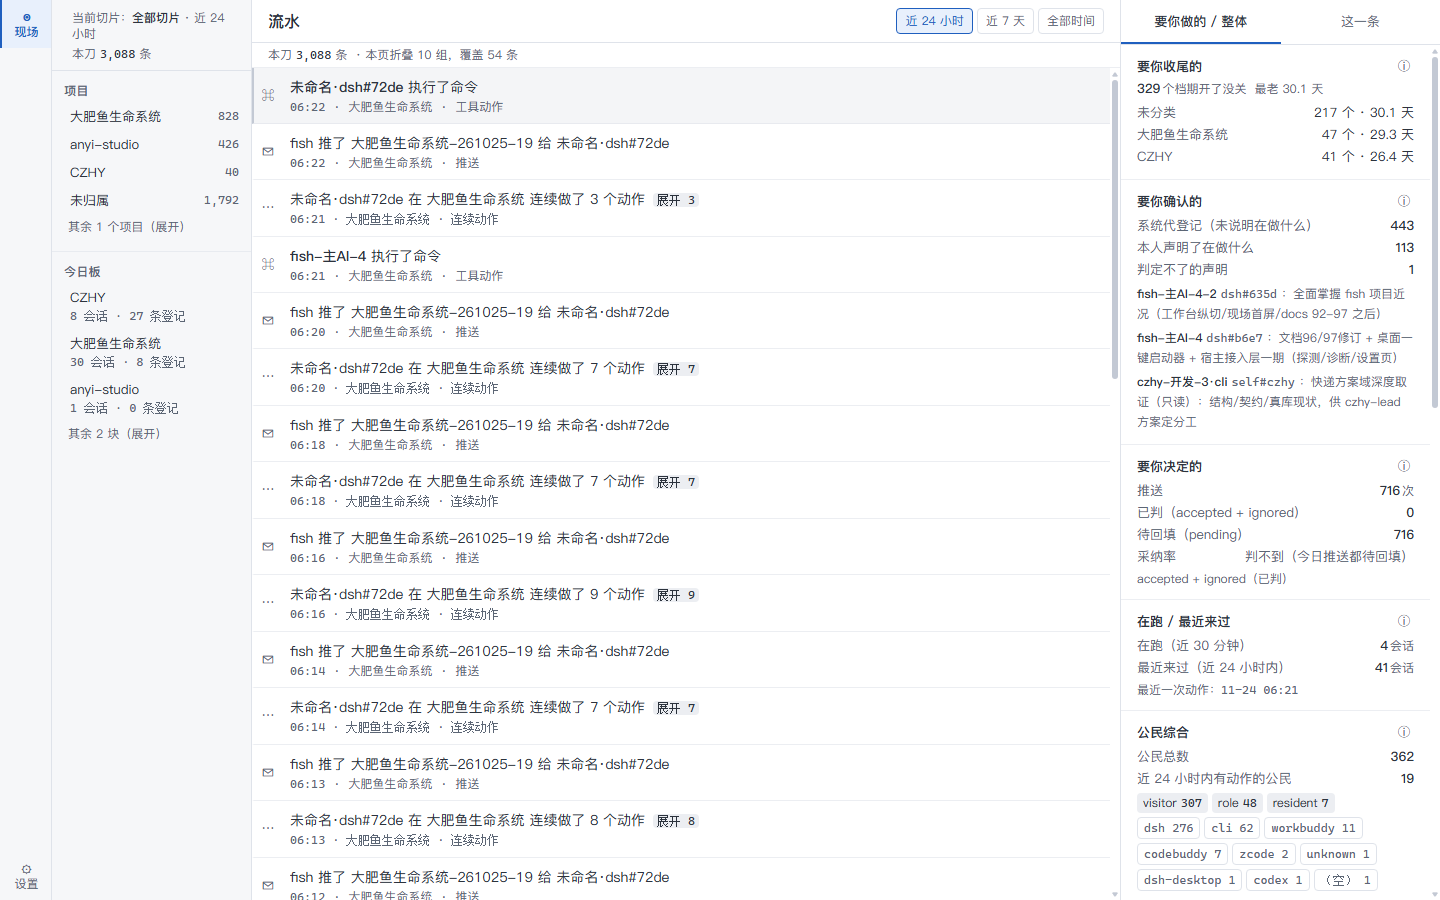 现场
设置
当前切片: 全部切片 · 近 24
小时
本刀 3,088 条
项目
大肥鱼生命系统 828
anyi-studio 426
CZHY 40
未归属 1,792
其余 1 个项目（展开）
今日板
CZHY
8 会话 · 27 条登记
大肥鱼生命系统
30 会话 · 8 条登记
anyi-studio
1 会话 · 0 条登记
其余 2 块（展开）
流水
近 24 小时 近 7 天 全部时间
本刀 3,088 条 · 本页折叠 10 组，覆盖 54 条
未命名·dsh#72de 执行了命令
06:22 · 大肥鱼生命系统 · 工具动作
fish 推了 大肥鱼生命系统-261025-19 给 未命名·dsh#72de
06:22 · 大肥鱼生命系统 · 推送
未命名·dsh#72de 在 大肥鱼生命系统 连续做了 3 个动作 展开 3
06:21 · 大肥鱼生命系统 · 连续动作
fish-主AI-4 执行了命令
06:21 · 大肥鱼生命系统 · 工具动作
fish 推了 大肥鱼生命系统-261025-19 给 未命名·dsh#72de
06:20 · 大肥鱼生命系统 · 推送
未命名·dsh#72de 在 大肥鱼生命系统 连续做了 7 个动作 展开 7
06:20 · 大肥鱼生命系统 · 连续动作
fish 推了 大肥鱼生命系统-261025-19 给 未命名·dsh#72de
06:18 · 大肥鱼生命系统 · 推送
未命名·dsh#72de 在 大肥鱼生命系统 连续做了 7 个动作 展开 7
06:18 · 大肥鱼生命系统 · 连续动作
fish 推了 大肥鱼生命系统-261025-19 给 未命名·dsh#72de
06:16 · 大肥鱼生命系统 · 推送
未命名·dsh#72de 在 大肥鱼生命系统 连续做了 9 个动作 展开 9
06:16 · 大肥鱼生命系统 · 连续动作
fish 推了 大肥鱼生命系统-261025-19 给 未命名·dsh#72de
06:14 · 大肥鱼生命系统 · 推送
未命名·dsh#72de 在 大肥鱼生命系统 连续做了 7 个动作 展开 7
06:14 · 大肥鱼生命系统 · 连续动作
fish 推了 大肥鱼生命系统-261025-19 给 未命名·dsh#72de
06:13 · 大肥鱼生命系统 · 推送
未命名·dsh#72de 在 大肥鱼生命系统 连续做了 8 个动作 展开 8
06:13 · 大肥鱼生命系统 · 连续动作
fish 推了 大肥鱼生命系统-261025-19 给 未命名·dsh#72de
06:12 · 大肥鱼生命系统 · 推送
要你做的 / 整体 这一条
要你收尾的
329 个档期开了没关 最老 30.1 天
未分类 217 个 · 30.1 天
大肥鱼生命系统 47 个 · 29.3 天
CZHY 41 个 · 26.4 天
要你确认的
系统代登记（未说明在做什么） 443
本人声明了在做什么 113
判定不了的声明 1
fish-主AI-4-2 dsh#635d : 全面掌握 fish 项目近
况（工作台纵切/现场首屏/docs 92-97 之后）
fish-主AI-4 dsh#b6e7 : 文档96/97修订 + 桌面一
键启动器 + 宿主接入层一期（探测/诊断/设置页）
czhy-开发-3·cli self#czhy : 快递方案域深度取
证（只读）：结构/契约/真库现状，供 czhy-lead
方案定分工
要你决定的
推送 716 次
已判（accepted + ignored） 0
待回填（pending） 716
采纳率 判不到（今日推送都待回填）
accepted + ignored（已判）
在跑 / 最近来过
在跑（近 30 分钟） 4 会话
最近来过（近 24 小时内） 41 会话
最近一次动作: 11-24 06:21
公民综合
公民总数 362
近 24 小时内有动作的公民 19
visitor 307 role 48 resident 7
dsh 276 cli 62 workbuddy 11
codebuddy 7 zcode 2 unknown 1
dsh-desktop 1 codex 1 （空） 1